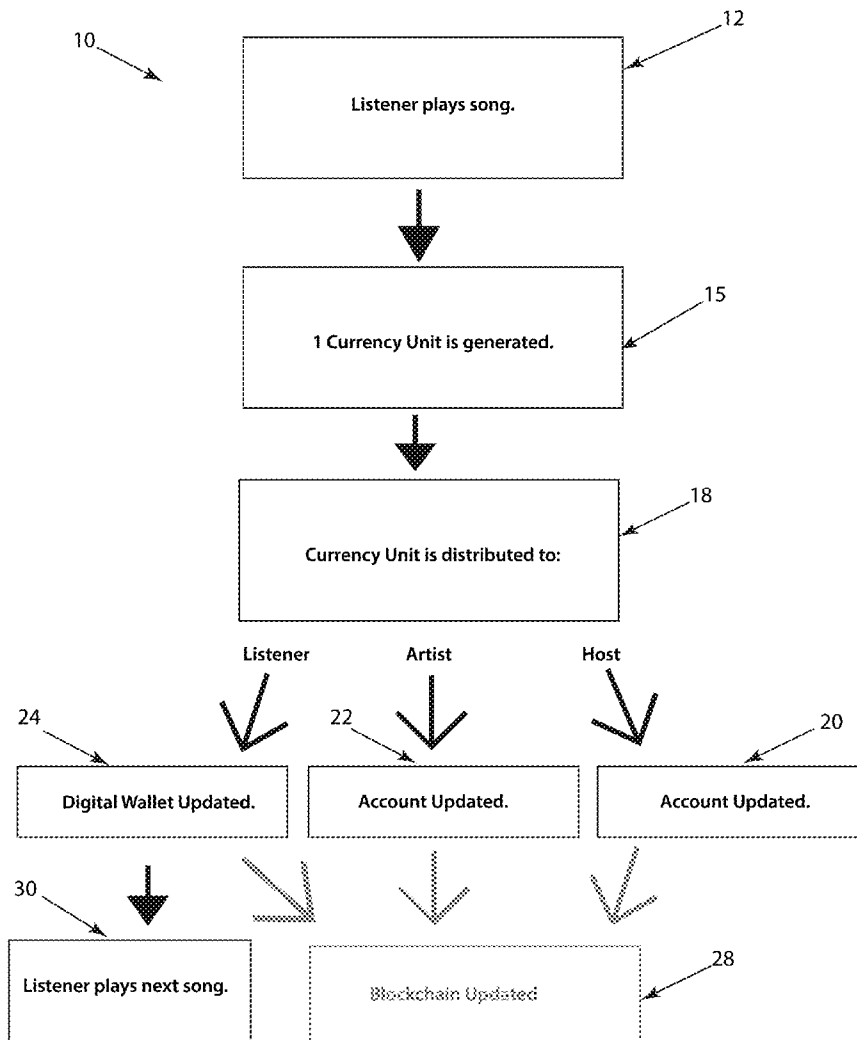 10
12
Listener plays song.
15
1 Currency Unit is generated.
18
Currency Unit is distributed to:
Listener Artist Host
24 22 20
Digital Wallet Updated. Account Updated. Account Updated.
30
Listener plays next song.
28
Blockchain Updated